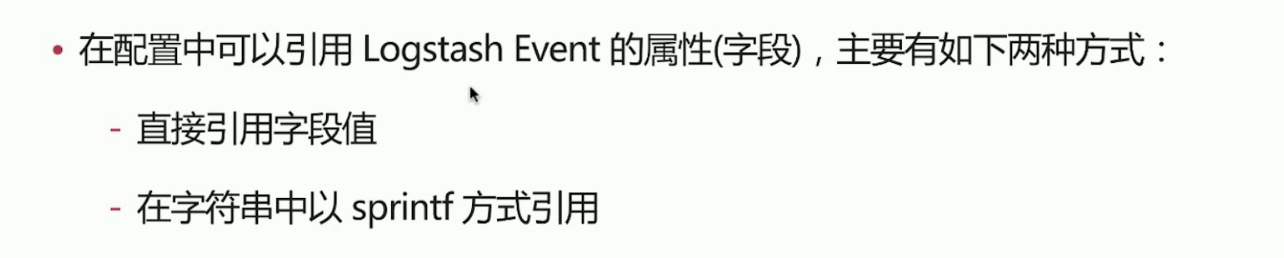 • 在配置中可以引用 Logstash Event 的属性(字段)，主要有如下两种方式：
- 直接引用字段值
- 在字符串中以 sprintf 方式引用